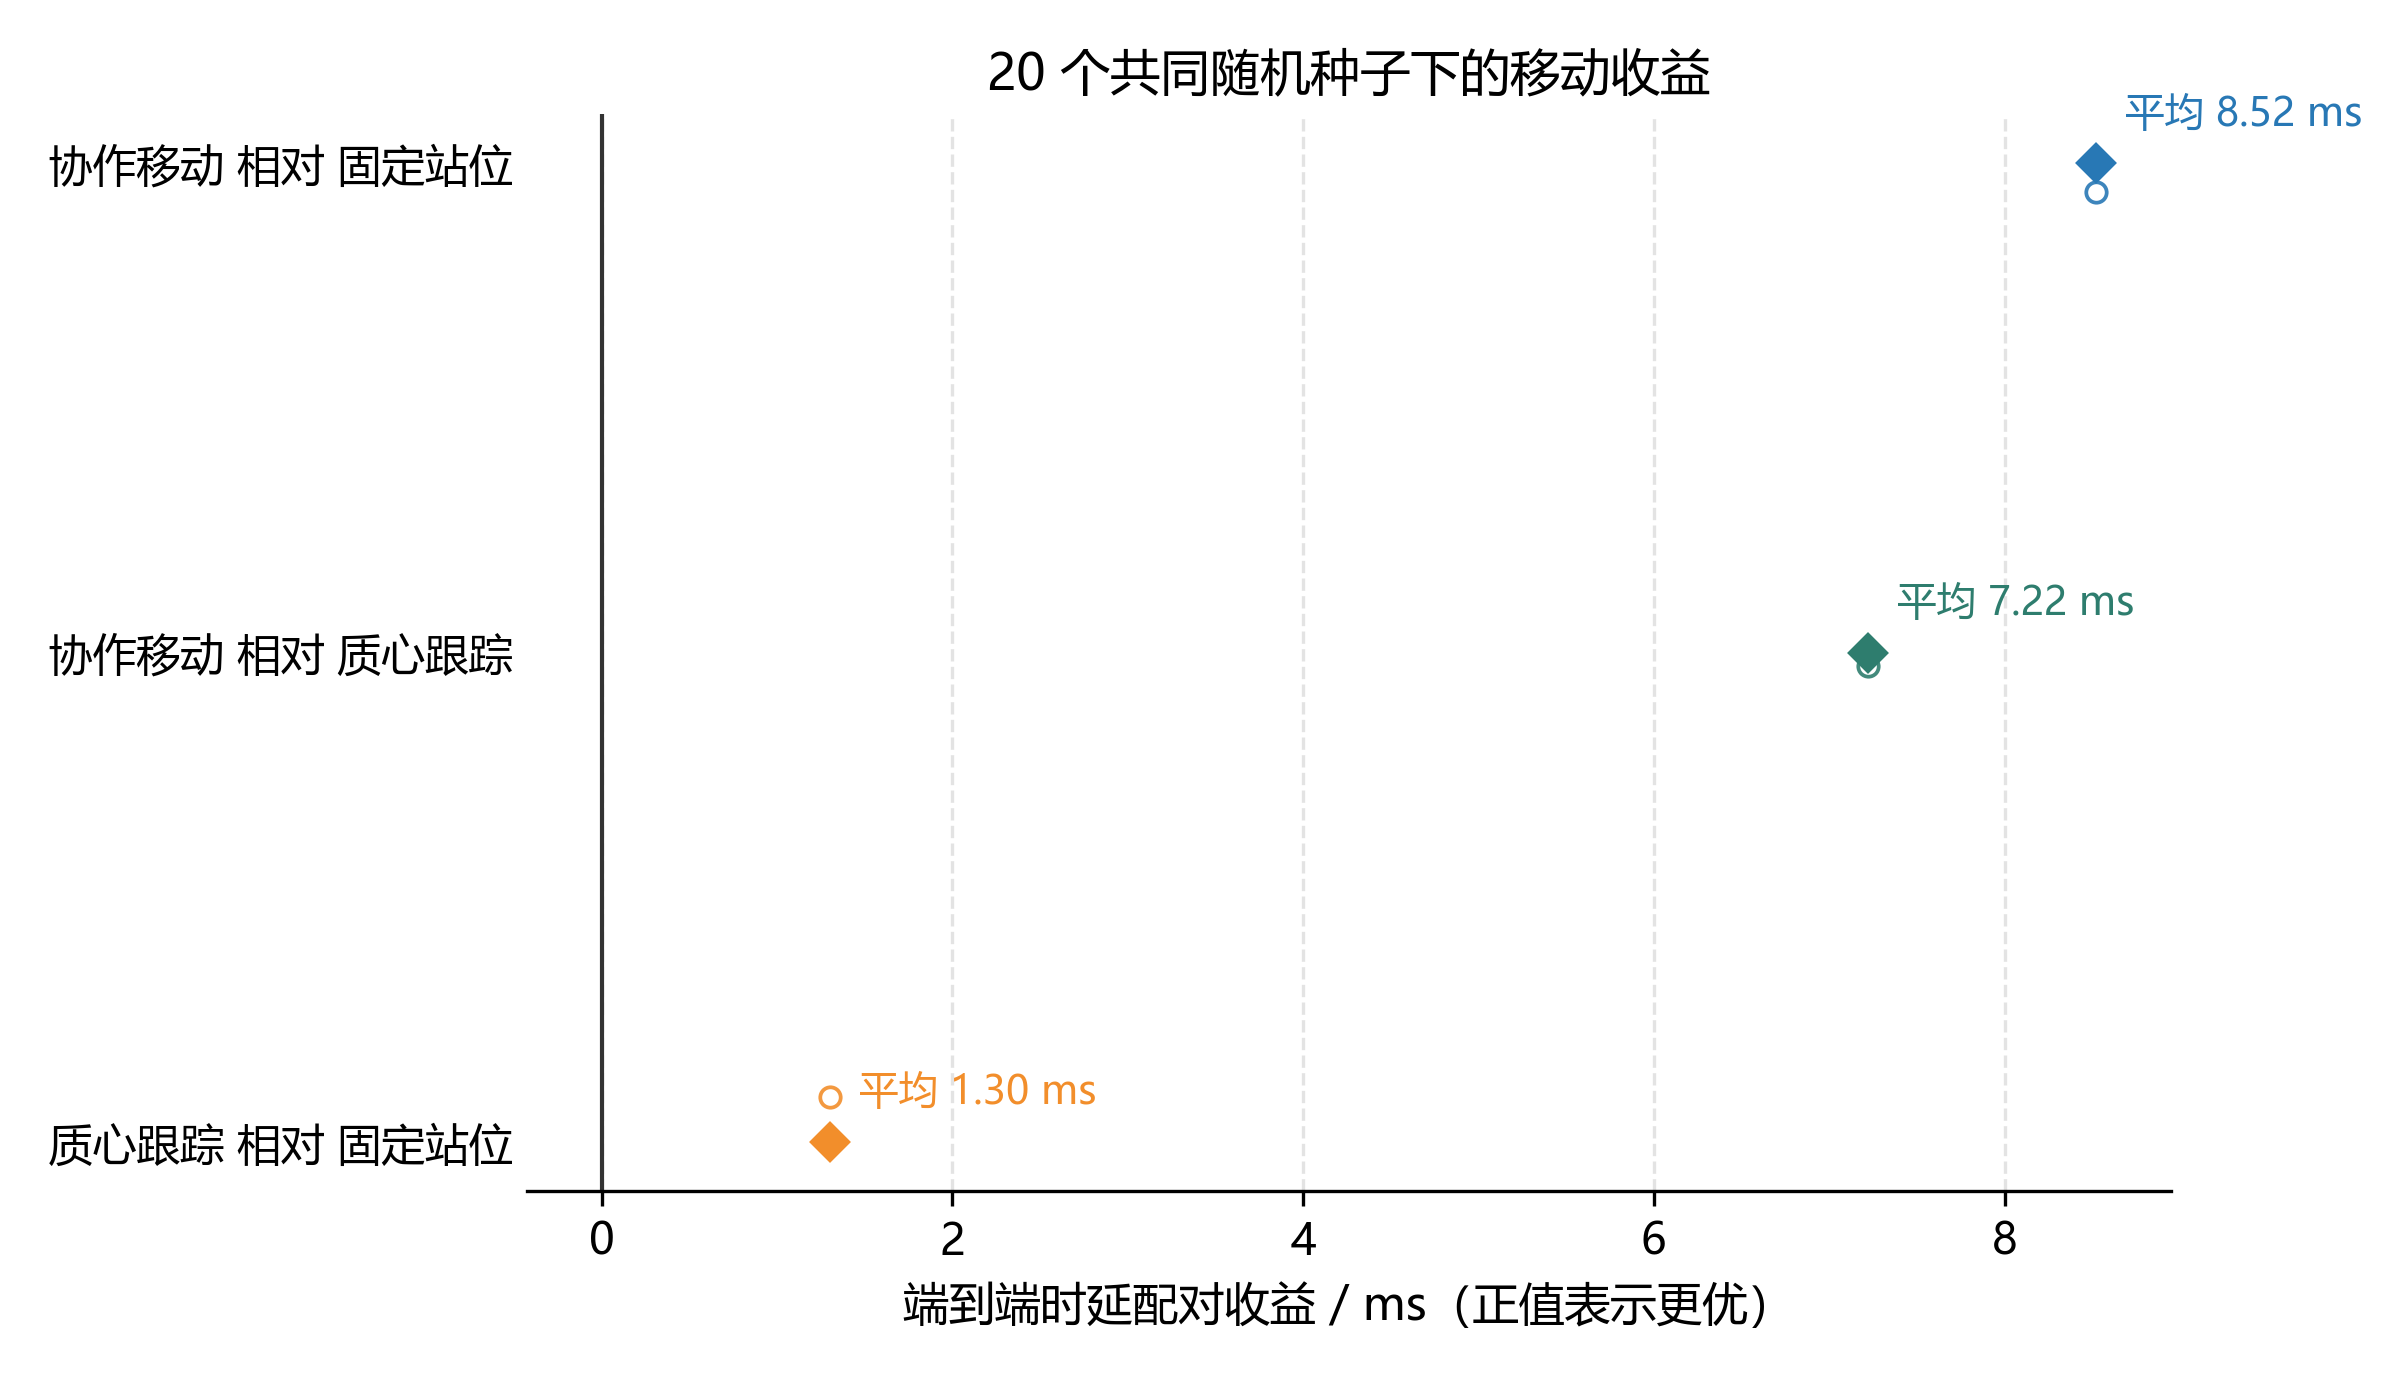 20 个共同随机种子下的移动收益
平均 8.52 ms
协作移动 相对 固定站位
平均 7.22 ms
协作移动 相对 质心跟踪
平均 1.30 ms
质心跟踪 相对 固定站位
0 2 4 6 8
端到端时延配对收益 / ms（正值表示更优）